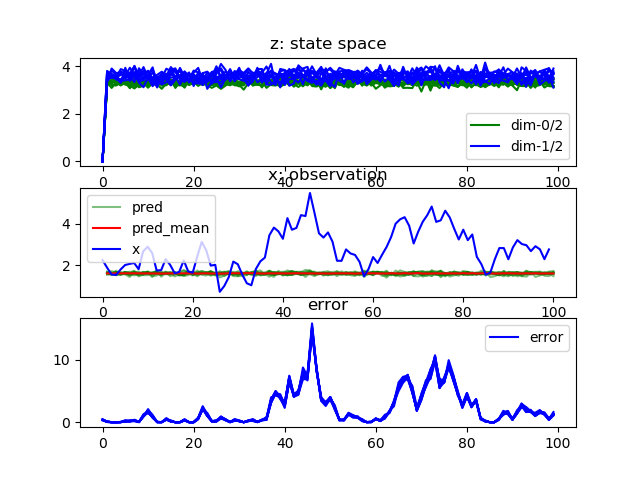 z: state space
4
2
0
dim-0/2
dim-1/2
0 20 40 60 80 100
x: observation
4
2
pred
pred_mean
x
0 20 40 60 80 100
error
10
0
error
0 20 40 60 80 100